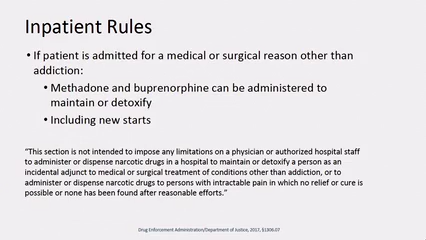 Inpatient Rules
• If patient is admitted for a medical or surgical reason other than
addiction:
• Methadone and buprenorphine can be administered to
maintain or detoxify
• Including new starts
“This section is not intended to impose any limitations on a physician or authorized hospital staff
to administer or dispense narcotic drugs in a hospital to maintain or detoxify a person as an
incidental adjunct to medical or surgical treatment of conditions other than addiction, or to
administer or dispense narcotic drugs to persons with intractable pain in which no relief or cure is
possible or none has been found after reasonable efforts.”
Drug Enforcement Administration/Department of Justice, 2017, §1306.07